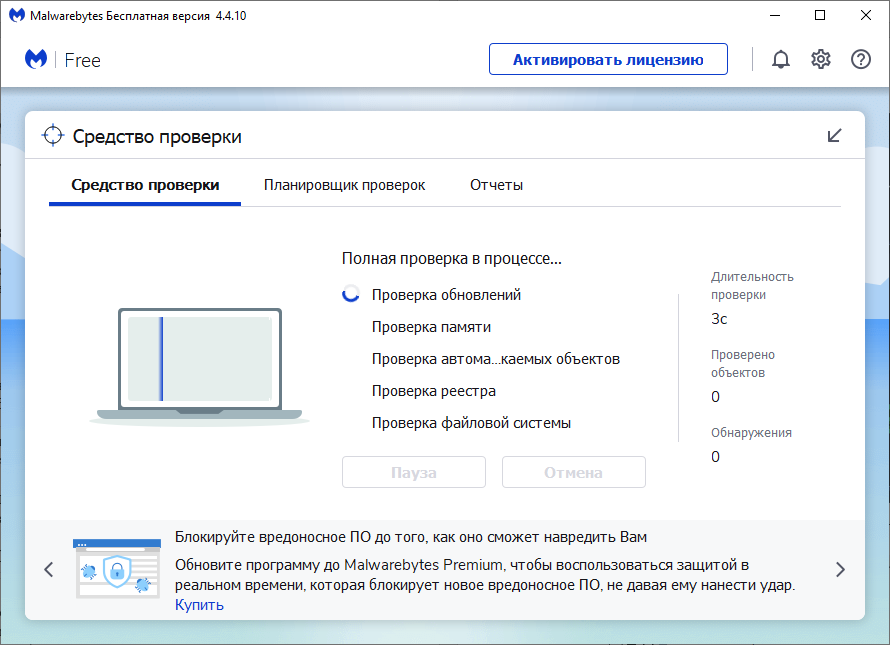 Malwarebytes Бесплатная версия 4.4.10
Free
Активировать лицензию
Средство проверки
Средство проверки
Планировщик проверок
Отчеты
Полная проверка в процессе...
Проверка обновлений
Проверка памяти
Проверка автома...каемых объектов
Проверка реестра
Проверка файловой системы
Пауза
Отмена
Длительность
проверки
3с
Проверено
объектов
0
Обнаружения
0
Блокируйте вредоносное ПО до того, как оно сможет навредить Вам
Обновите программу до Malwarebytes Premium, чтобы воспользоваться защитой в
реальном времени, которая блокирует новое вредоносное ПО, не давая ему нанести удар.
Купить